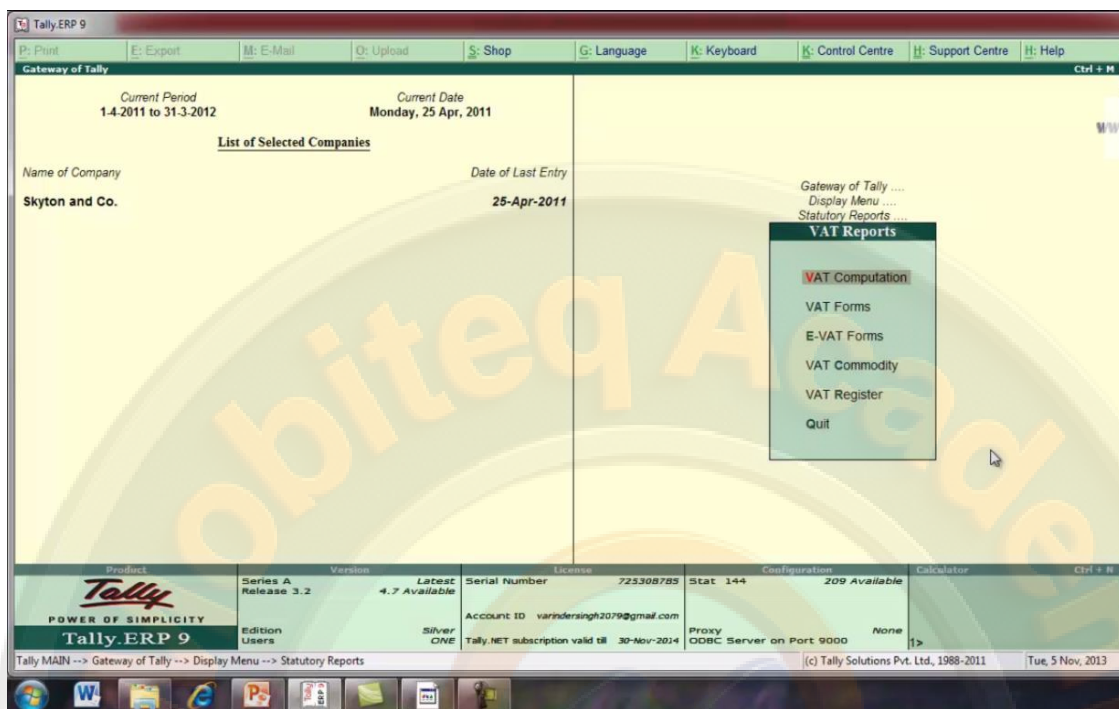 Tally.ERP 9
P: Print E: Export M: E-Mail O: Upload S: Shop G: Language K: Keyboard K: Control Centre H: Support Centre H: Help
Gateway of Tally Ctrl + M
Current Period Current Date
1-4-2011 to 31-3-2012 Monday, 25 Apr, 2011
List of Selected Companies
Name of Company Date of Last Entry
Skyton and Co. 25-Apr-2011
Gateway of Tally ....
Display Menu ....
Statutory Reports ....
VAT Reports
VAT Computation
VAT Forms
E-VAT Forms
VAT Commodity
VAT Register
Quit
Product Version License Configuration Calculator Ctrl + N
Tally
POWER OF SIMPLICITY
Tally.ERP 9
Series A Latest
Release 3.2 4.7 Available
Edition Silver
Users ONE
Serial Number 725308785
Account ID varindersingh2079@gmail.com
Tally.NET subscription valid till 30-Nov-2014
Stat 144 209 Available
Proxy None
ODBC Server on Port 9000
1>
Tally MAIN --> Gateway of Tally --> Display Menu --> Statutory Reports (c) Tally Solutions Pvt. Ltd., 1988-2011 Tue, 5 Nov, 2013